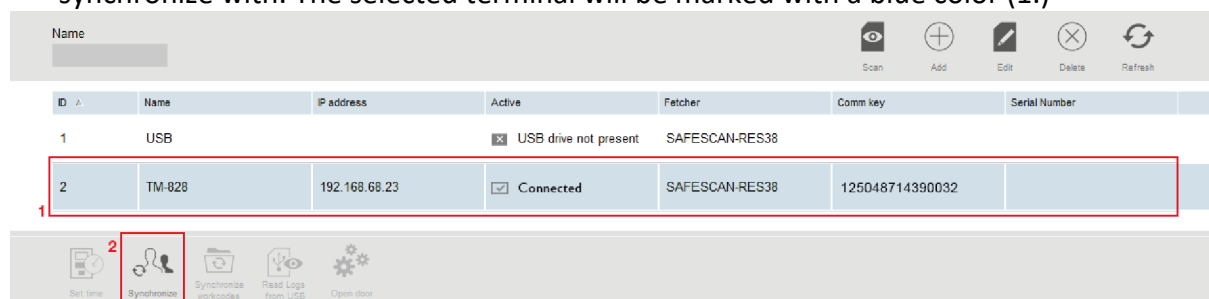 synchronize with. The selected terminal will be marked with a blue color (1.)
Name
Scan Add Edit Delete Refresh
ID Name IP address Active Fetcher Comm key Serial Number
1 USB USB drive not present SAFESCAN-RES38
2 TM-828 192.168.68.23 Connected SAFESCAN-RES38 125048714390032
1
2
Set time Synchronize Synchronize workcodes Read Logs from USB Open door